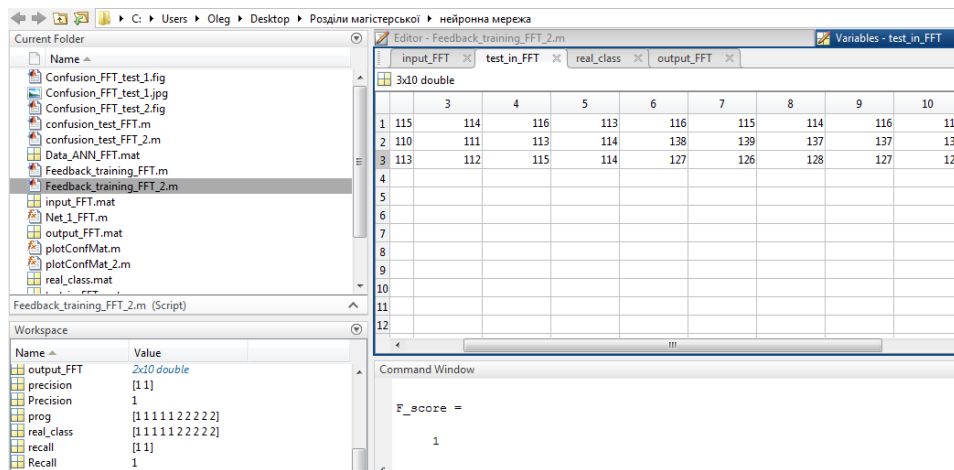 C: ▸ Users ▸ Oleg ▸ Desktop ▸ Розділи магістерської ▸ нейронна мережа
Current Folder
Name
Confusion_FFT_test_1.fig
Confusion_FFT_test_1.jpg
Confusion_FFT_test_2.fig
confusion_test_FFT.m
confusion_test_FFT_2.m
Data_ANN_FFT.mat
Feedback_training_FFT.m
Feedback_training_FFT_2.m
input_FFT.mat
Net_1_FFT.m
output_FFT.mat
plotConfMat.m
plotConfMat_2.m
real_class.mat
Feedback_training_FFT_2.m (Script)
Workspace
Name Value
output_FFT 2x10 double
precision [1 1]
Precision 1
prog [1 1 1 1 1 2 2 2 2 2]
real_class [1 1 1 1 1 2 2 2 2 2]
recall [1 1]
Recall 1
Editor - Feedback_training_FFT_2.m Variables - test_in_FFT
input_FFT test_in_FFT real_class output_FFT
3x10 double
3 4 5 6 7 8 9 10
1 115 114 116 113 116 115 114 116
2 110 111 113 114 138 139 137 137
3 113 112 115 114 127 126 128 127
4
5
6
7
8
9
10
11
12
Command Window
F_score =
1